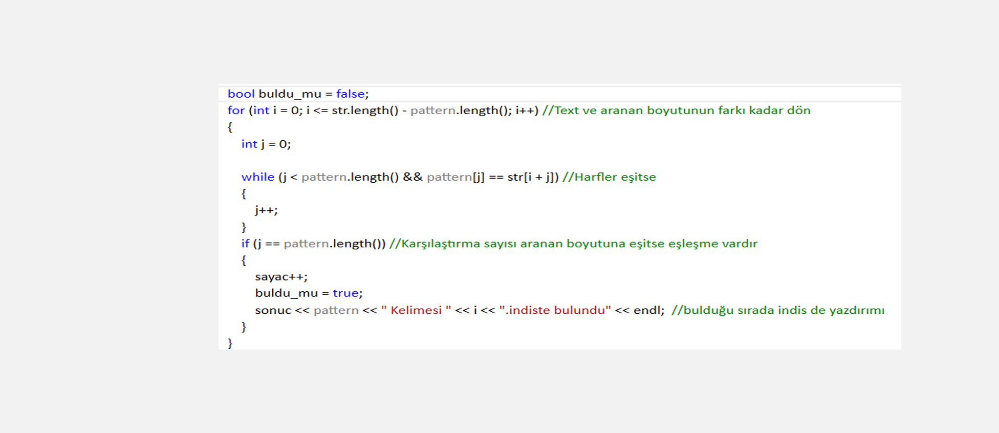 bool buldu_mu = false;
for (int i = 0; i <= str.length() - pattern.length(); i++) //Text ve aranan boyutunun farkı kadar dön
{
int j = 0;
while (j < pattern.length() && pattern[j] == str[i + j]) //Harfler eşitse
{
j++;
}
if (j == pattern.length()) //Karşılaştırma sayısı aranan boyutuna eşitse eşleşme vardır
{
sayac++;
buldu_mu = true;
sonuc << pattern << " Kelimesi " << i << ".indiste bulundu" << endl; //bulduğu sırada indis de yazdırımı
}
}